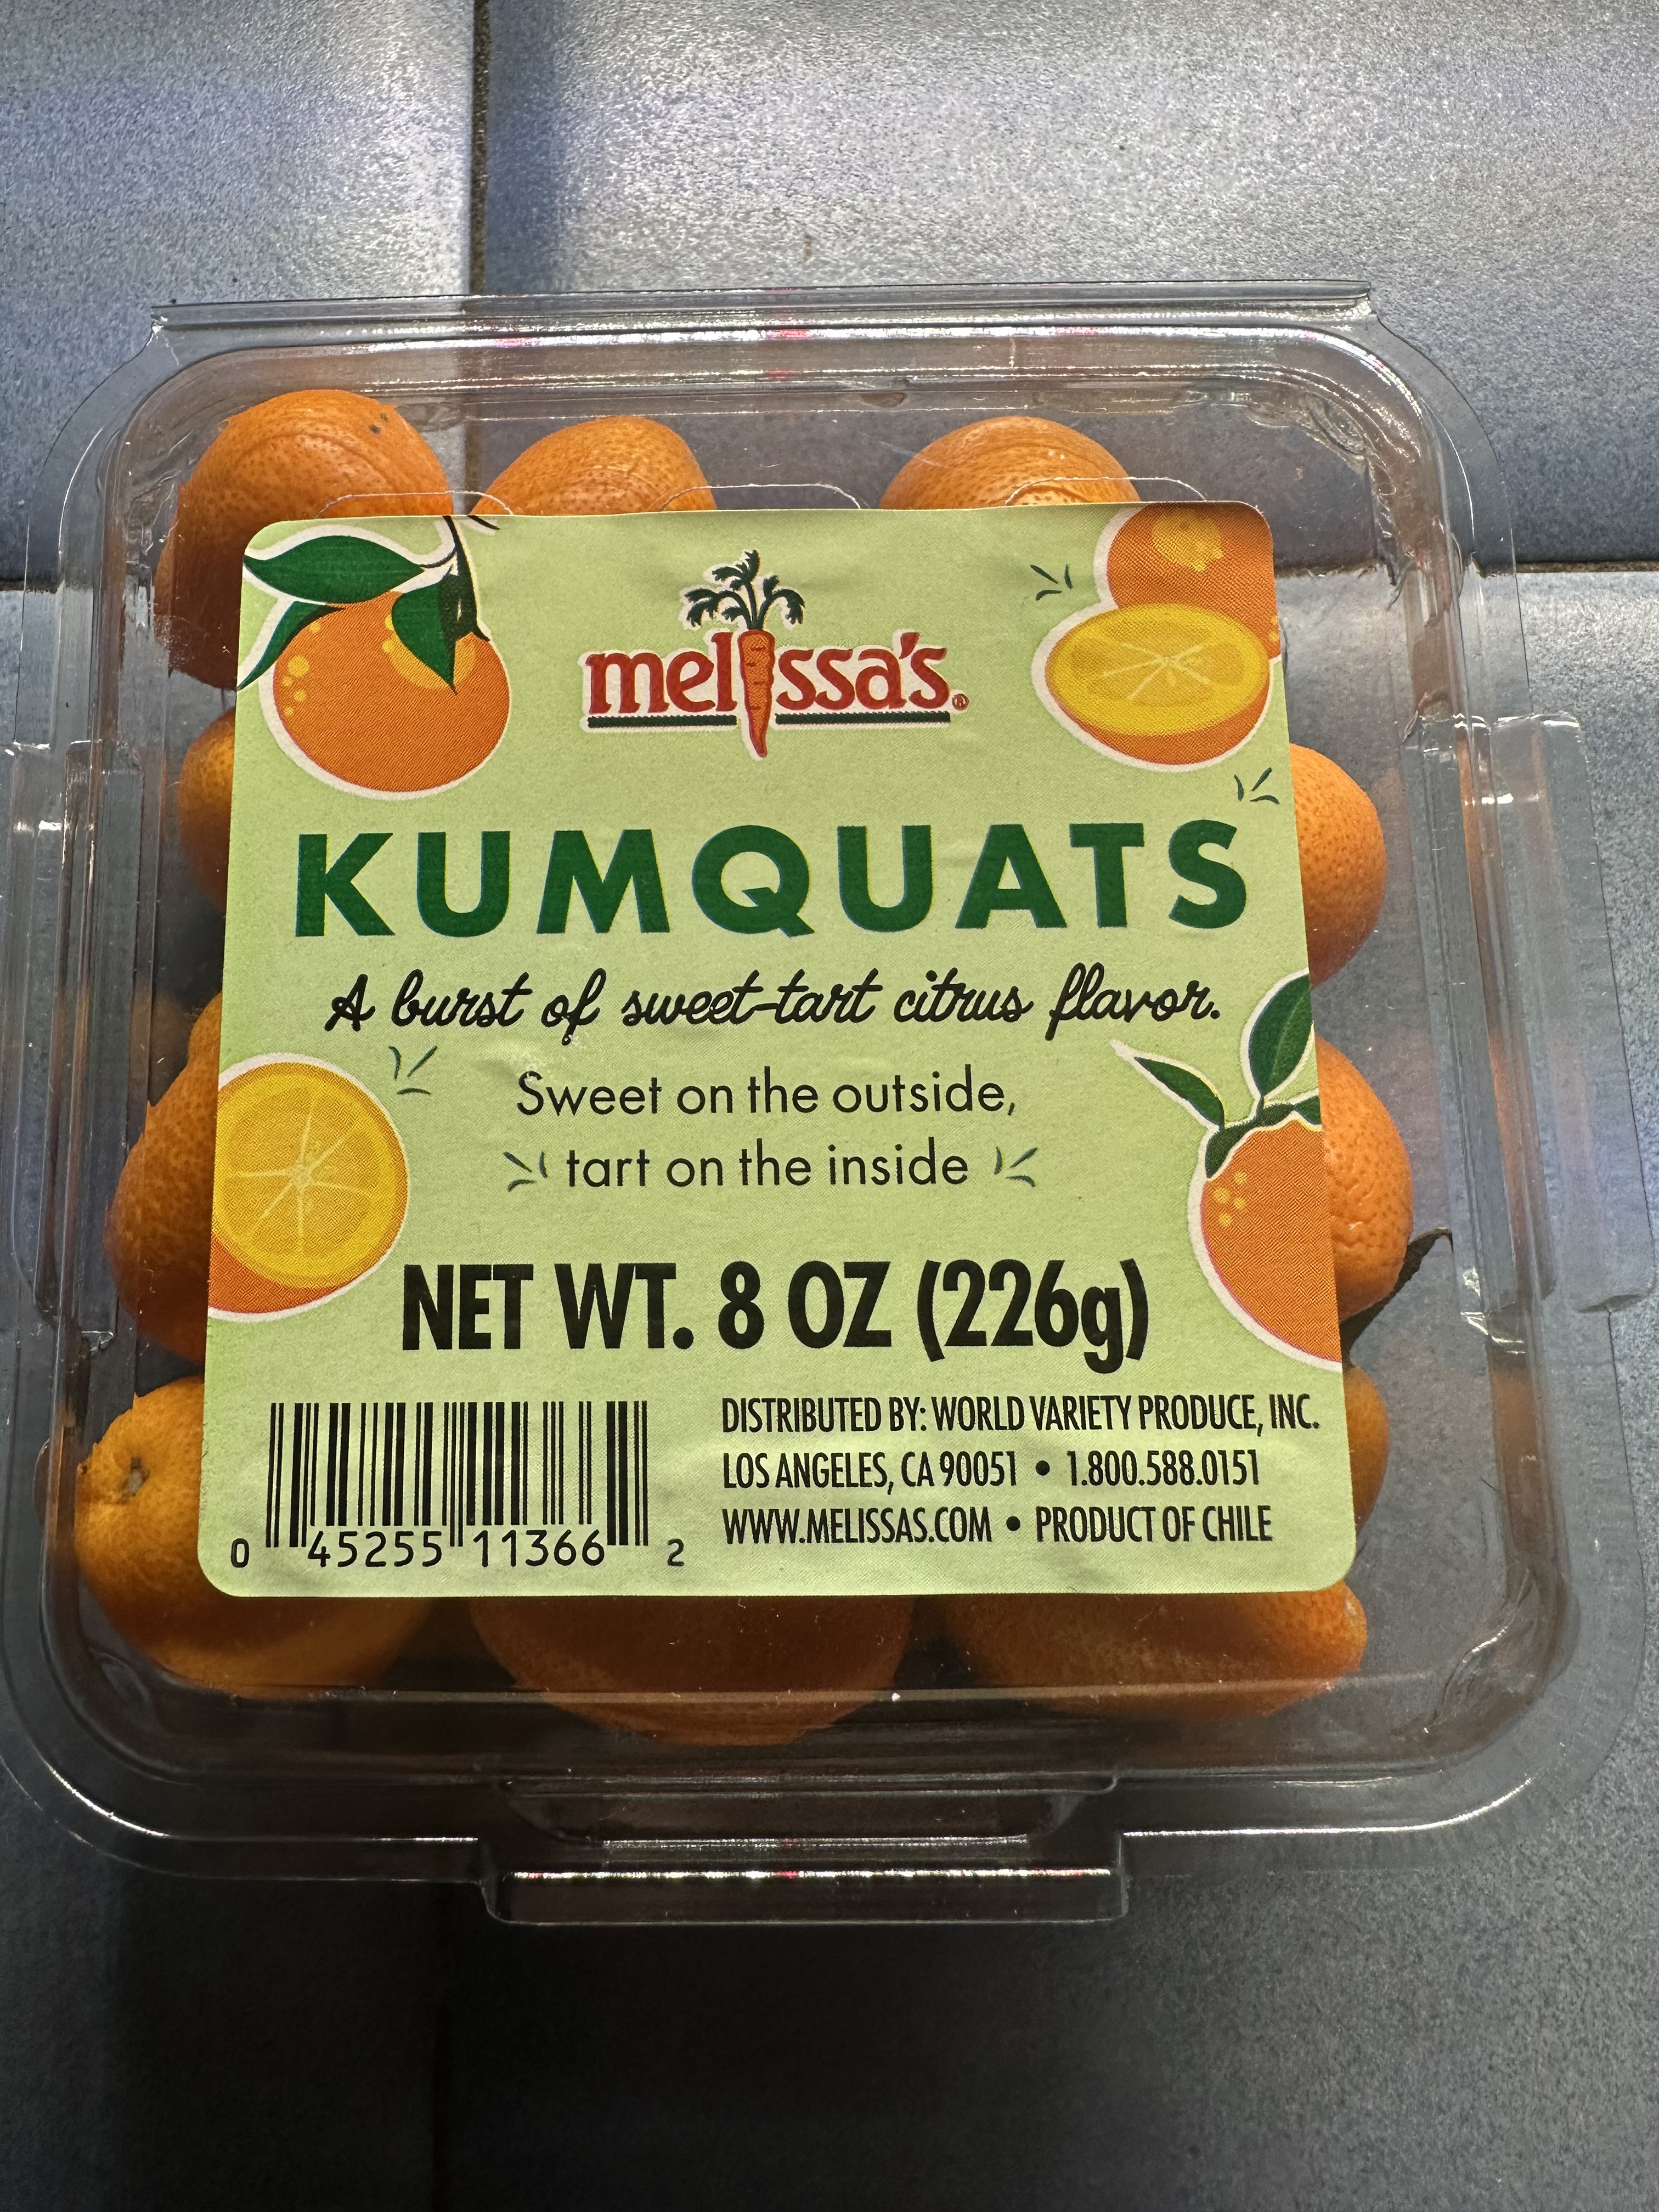 melissa's®
KUMQUATS
A burst of sweet-tart citrus flavor.
Sweet on the outside,
tart on the inside
NET WT. 8 OZ (226g)
DISTRIBUTED BY: WORLD VARIETY PRODUCE, INC.
LOS ANGELES, CA 90051 • 1.800.588.0151
WWW.MELISSAS.COM • PRODUCT OF CHILE
0 45255 11366 2